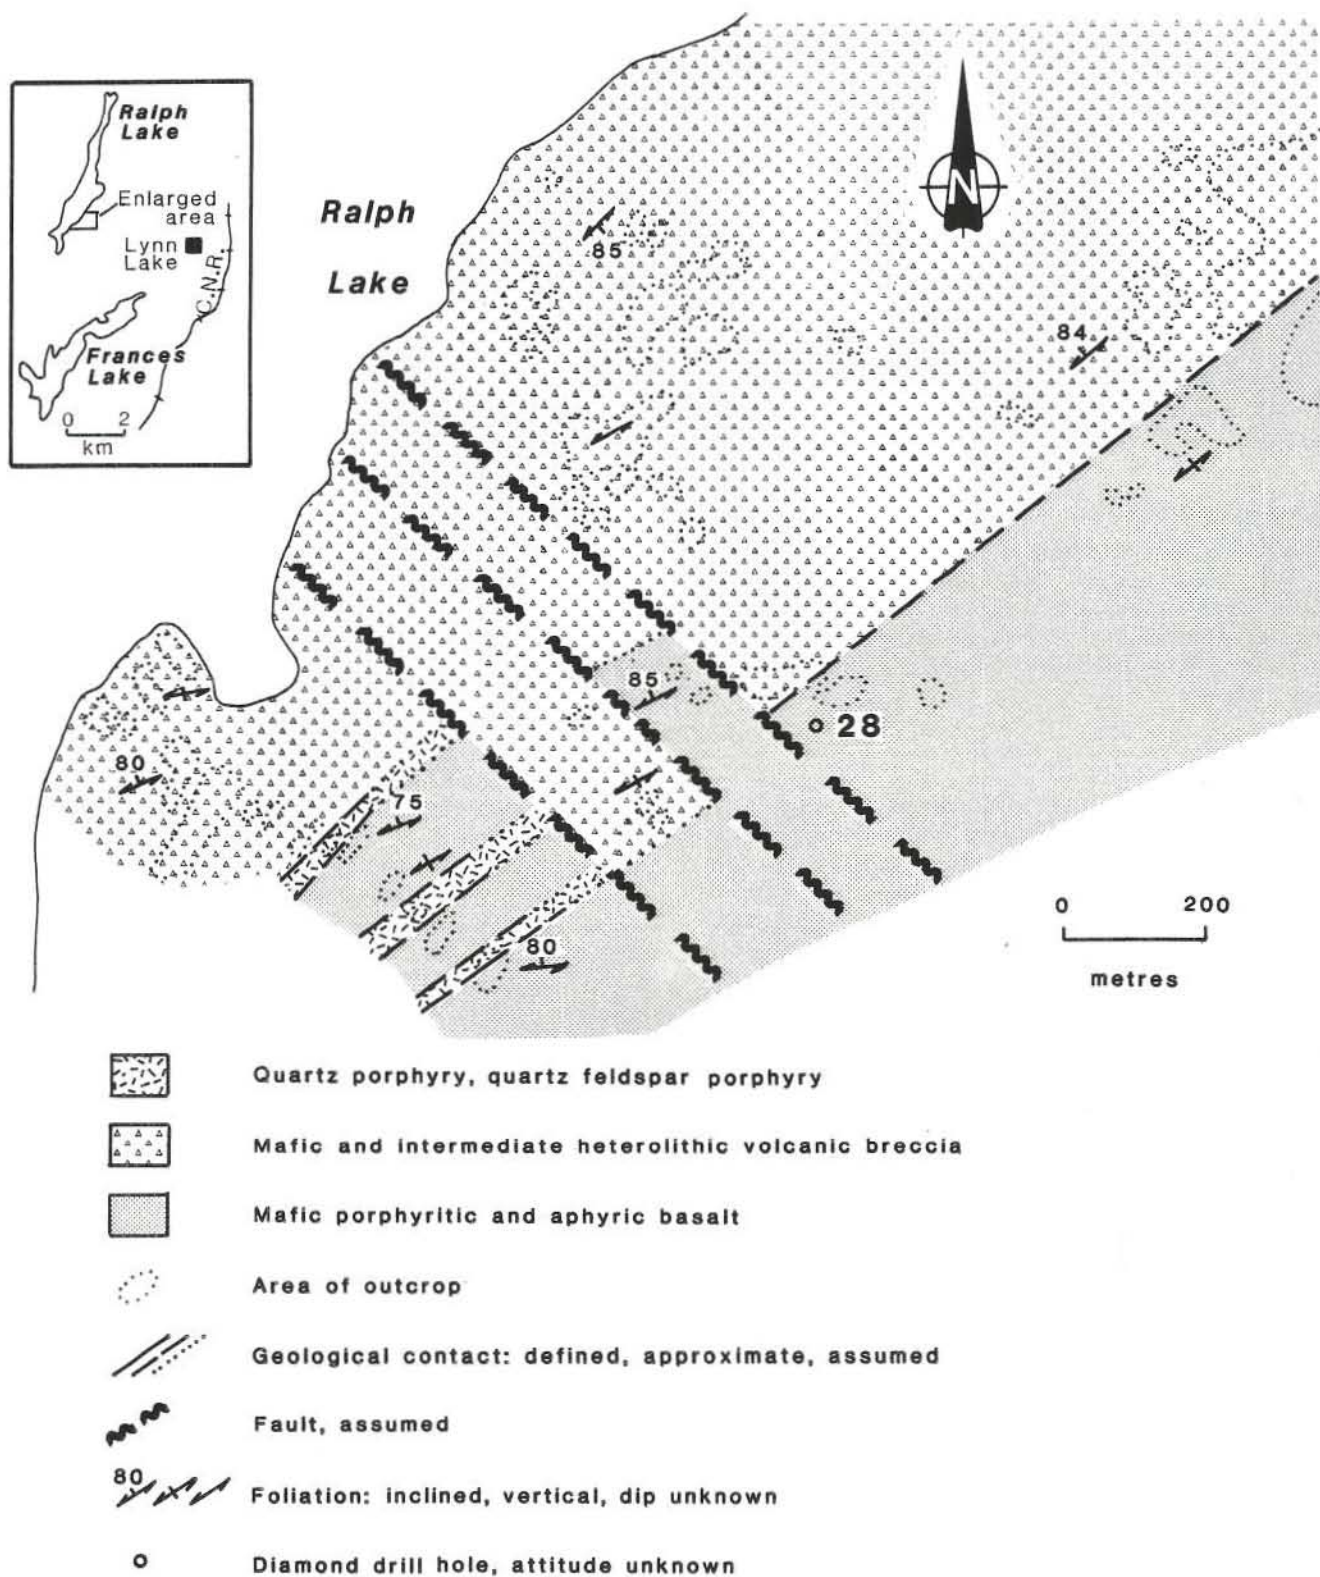 Ralph
Lake
Enlarged
area
Lynn
Lake
C.N.R.
Frances
Lake
0 2
km
Ralph
Lake
N
85
84
85
28
80
75
80
0 200
metres
Quartz porphyry, quartz feldspar porphyry
Mafic and intermediate heterolithic volcanic breccia
Mafic porphyritic and aphyric basalt
Area of outcrop
Geological contact: defined, approximate, assumed
Fault, assumed
80
Foliation: inclined, vertical, dip unknown
Diamond drill hole, attitude unknown